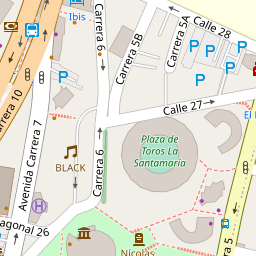 Ibis
Carrera 6
Carrera 5B
Carrera 5A
Calle 28
P
P
P
P
P
P
Calle 27
Carrera 10
Avenida Carrera 7
BLACK
Carrera 6
Plaza de
Toros La
Santamaría
El
H
agonal 26
Nicolás
a 5